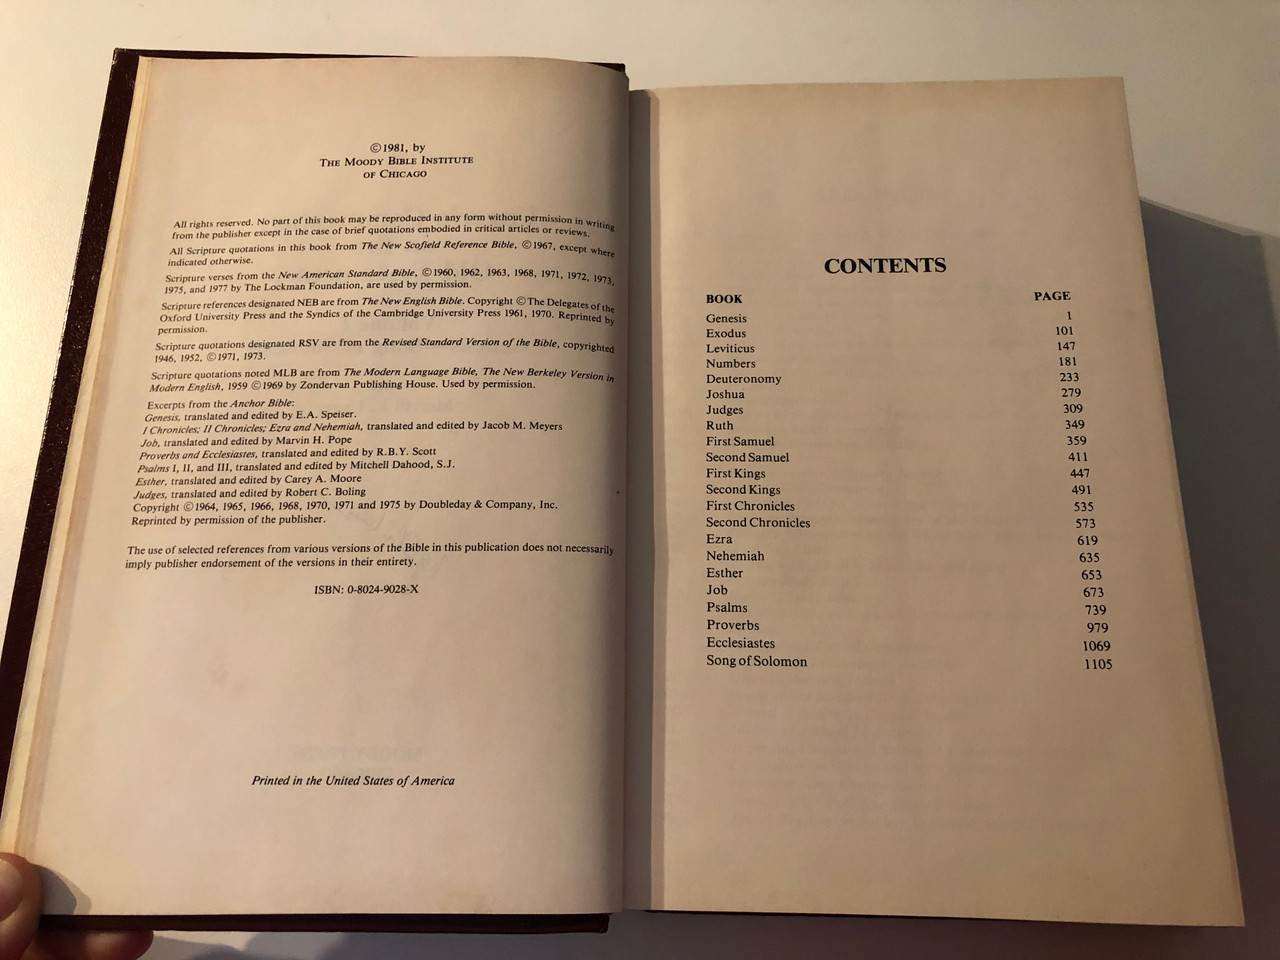 ©1981, by
THE MOODY BIBLE INSTITUTE
OF CHICAGO
All rights reserved. No part of this book may be reproduced in any form without permission in writing
from the publisher except in the case of brief quotations embodied in critical articles or reviews.
All Scripture quotations in this book from The New Scofield Reference Bible, ©1967, except where
indicated otherwise.
Scripture verses from the New American Standard Bible, ©1960, 1962, 1963, 1968, 1971, 1972, 1973,
1975, and 1977 by The Lockman Foundation, are used by permission.
Scripture references designated NEB are from The New English Bible. Copyright ©The Delegates of the
Oxford University Press and the Syndics of the Cambridge University Press 1961, 1970. Reprinted by
permission.
Scripture quotations designated RSV are from the Revised Standard Version of the Bible, copyrighted
1946, 1952, ©1971, 1973.
Scripture quotations noted MLB are from The Modern Language Bible, The New Berkeley Version in
Modern English, 1959 ©1969 by Zondervan Publishing House. Used by permission.
Excerpts from the Anchor Bible:
Genesis, translated and edited by E.A. Speiser.
I Chronicles; II Chronicles; Ezra and Nehemiah, translated and edited by Jacob M. Meyers
Job, translated and edited by Marvin H. Pope
Proverbs and Ecclesiastes, translated and edited by R.B.Y. Scott
Psalms I, II, and III, translated and edited by Mitchell Dahood, S.J.
Esther, translated and edited by Carey A. Moore
Judges, translated and edited by Robert C. Boling
Copyright ©1964, 1965, 1966, 1968, 1970, 1971 and 1975 by Doubleday & Company, Inc.
Reprinted by permission of the publisher.
The use of selected references from various versions of the Bible in this publication does not necessarily
imply publisher endorsement of the versions in their entirety.
ISBN: 0-8024-9028-X
Printed in the United States of America
CONTENTS
BOOK PAGE
Genesis 1
Exodus 101
Leviticus 147
Numbers 181
Deuteronomy 233
Joshua 279
Judges 309
Ruth 349
First Samuel 359
Second Samuel 411
First Kings 447
Second Kings 491
First Chronicles 535
Second Chronicles 573
Ezra 619
Nehemiah 635
Esther 653
Job 673
Psalms 739
Proverbs 979
Ecclesiastes 1069
Song of Solomon 1105